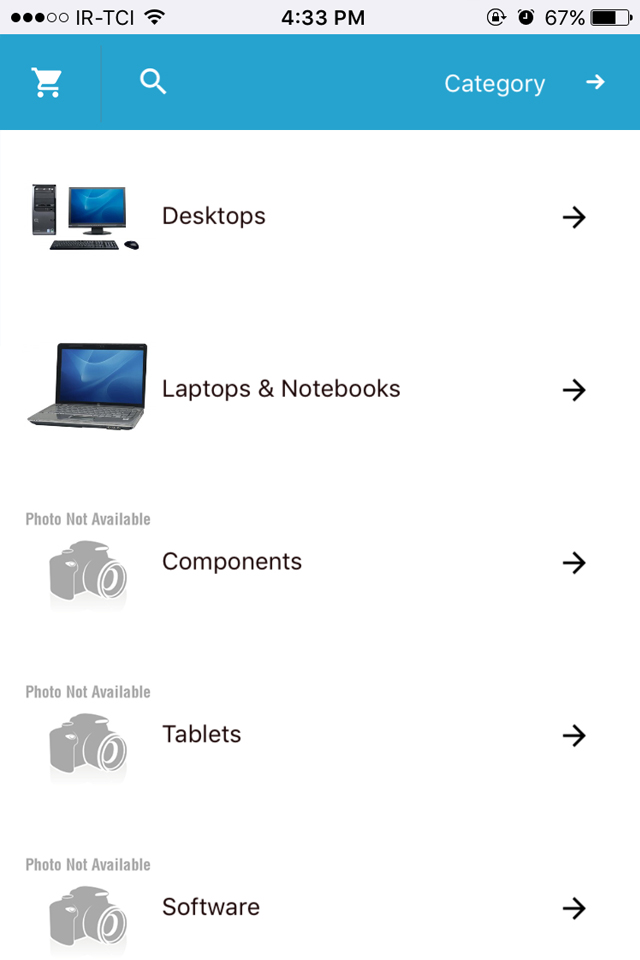 IR-TCI 4:33 PM 67%
Category
Desktops
Laptops & Notebooks
Photo Not Available
Components
Photo Not Available
Tablets
Photo Not Available
Software